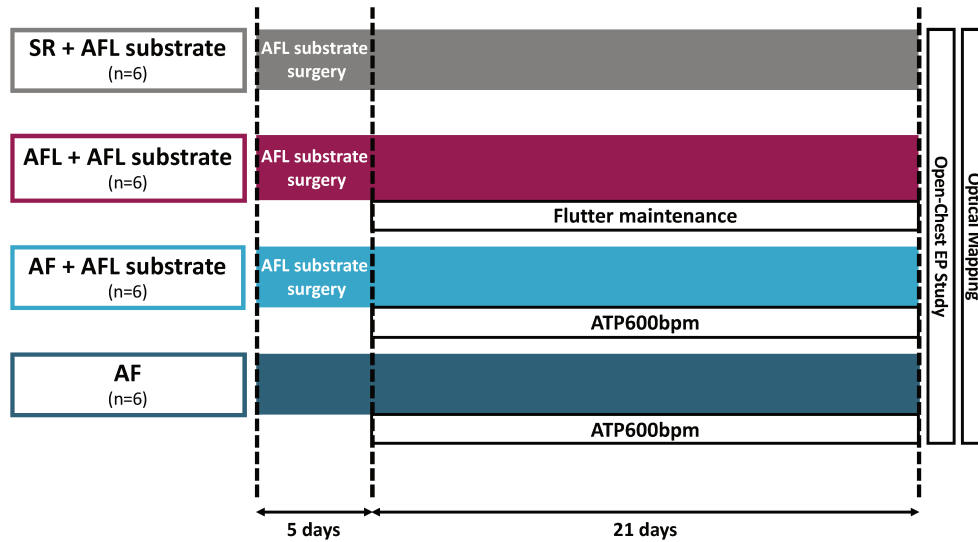 SR + AFL substrate
(n=6)
AFL substrate
surgery
AFL + AFL substrate
(n=6)
AFL substrate
surgery
Flutter maintenance
AF + AFL substrate
(n=6)
AFL substrate
surgery
ATP600bpm
AF
(n=6)
ATP600bpm
Open-Chest EP Study
Optical Mapping
5 days
21 days